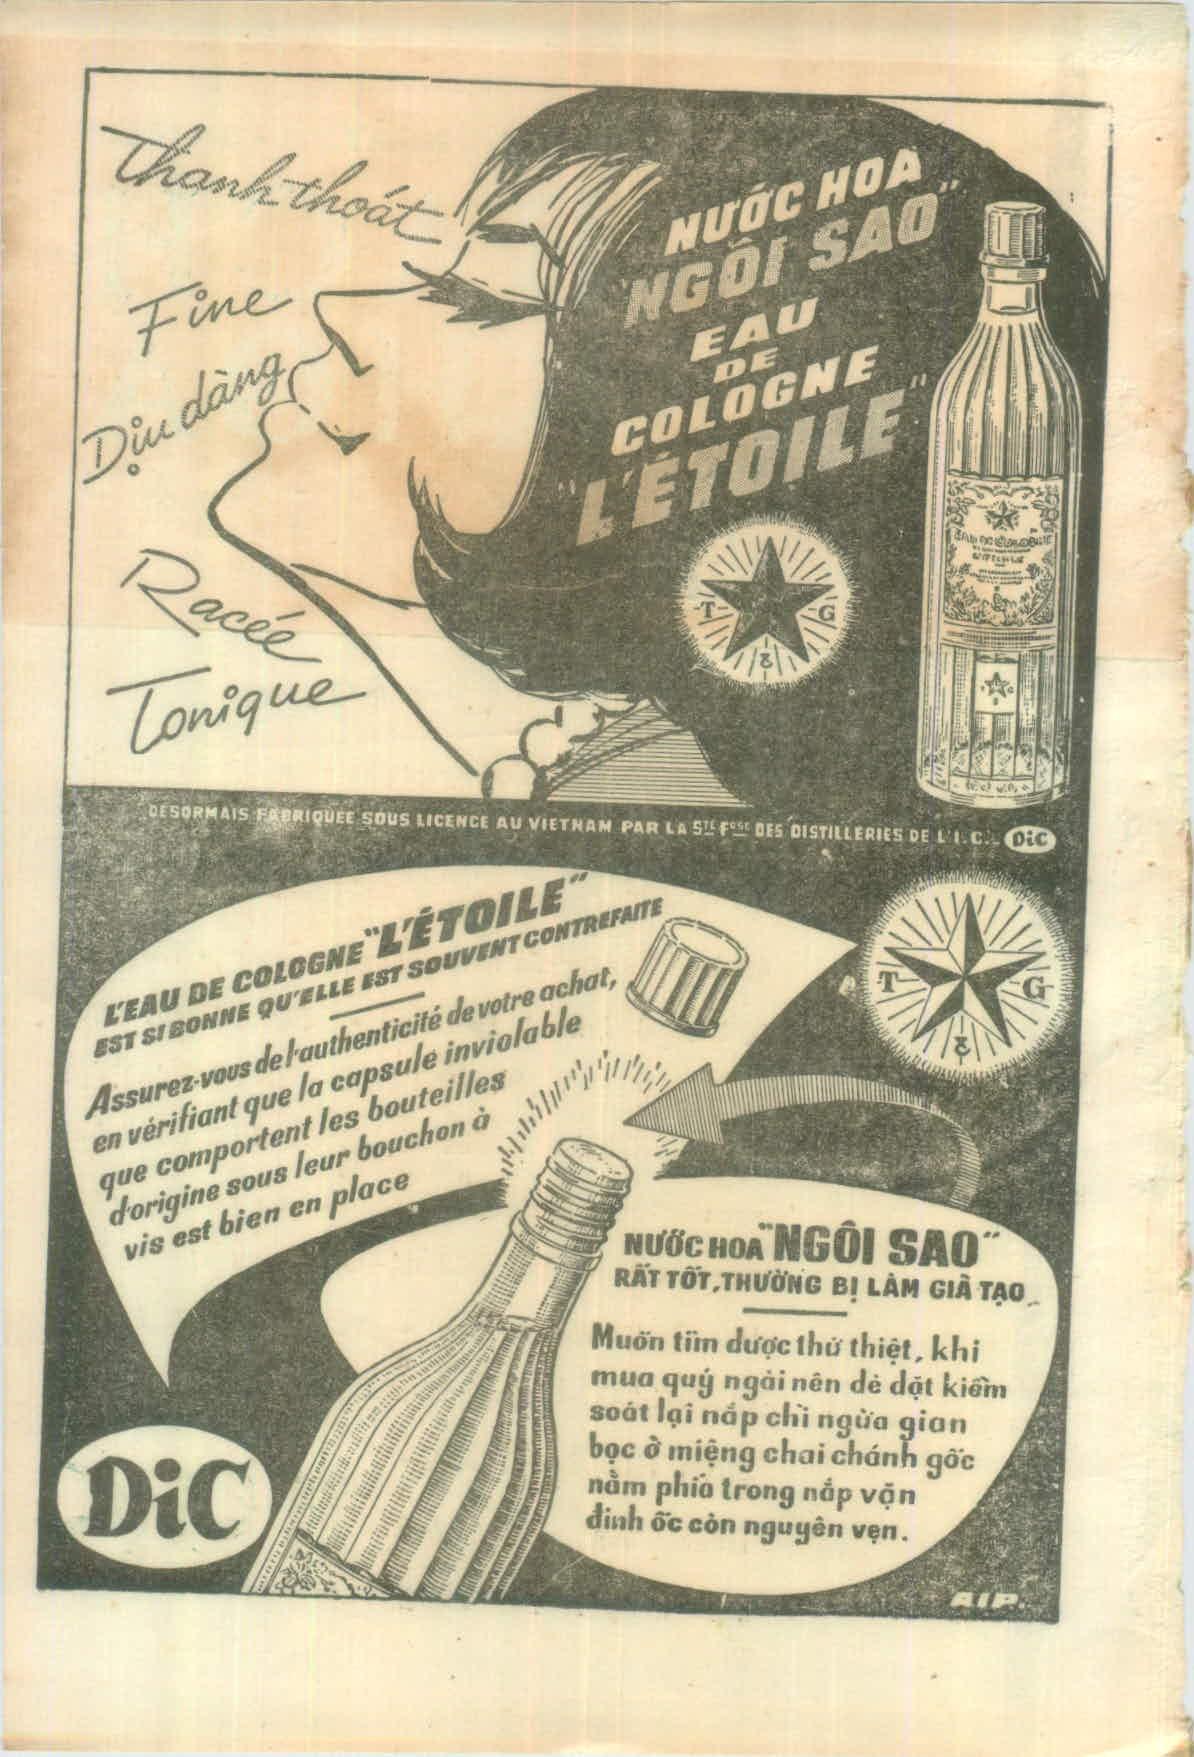 Thanh-thoát
Fine
Dịu dàng
Racée
Tonique
NƯỚC HOA
"NGÔI SAO"
EAU
DE
COLOGNE
"L'ÉTOILE"
T G
&
DESORMAIS FABRIQUÉE SOUS LICENCE AU VIETNAM PAR LA STÉ FÇSE DES DISTILLERIES DE L'I.C. DiC
L'EAU DE COLOGNE "L'ÉTOILE"
EST SI BONNE QU'ELLE EST SOUVENT CONTREFAITE
Assurez-vous de l'authenticité de votre achat,
en vérifiant que la capsule inviolable
que comportent les bouteilles
d'origine sous leur bouchon à
vis est bien en place
T G
&
NƯỚC HOA "NGÔI SAO"
RẤT TỐT, THƯỜNG BỊ LÀM GIẢ TẠO
Muốn tìm được thứ thiệt, khi
mua quý ngài nên dè dặt kiểm
soát lại nắp chì ngừa gian
bọc ở miệng chai chánh gốc
nằm phía trong nắp vặn
đinh ốc còn nguyên vẹn.
DiC
A.I.P.